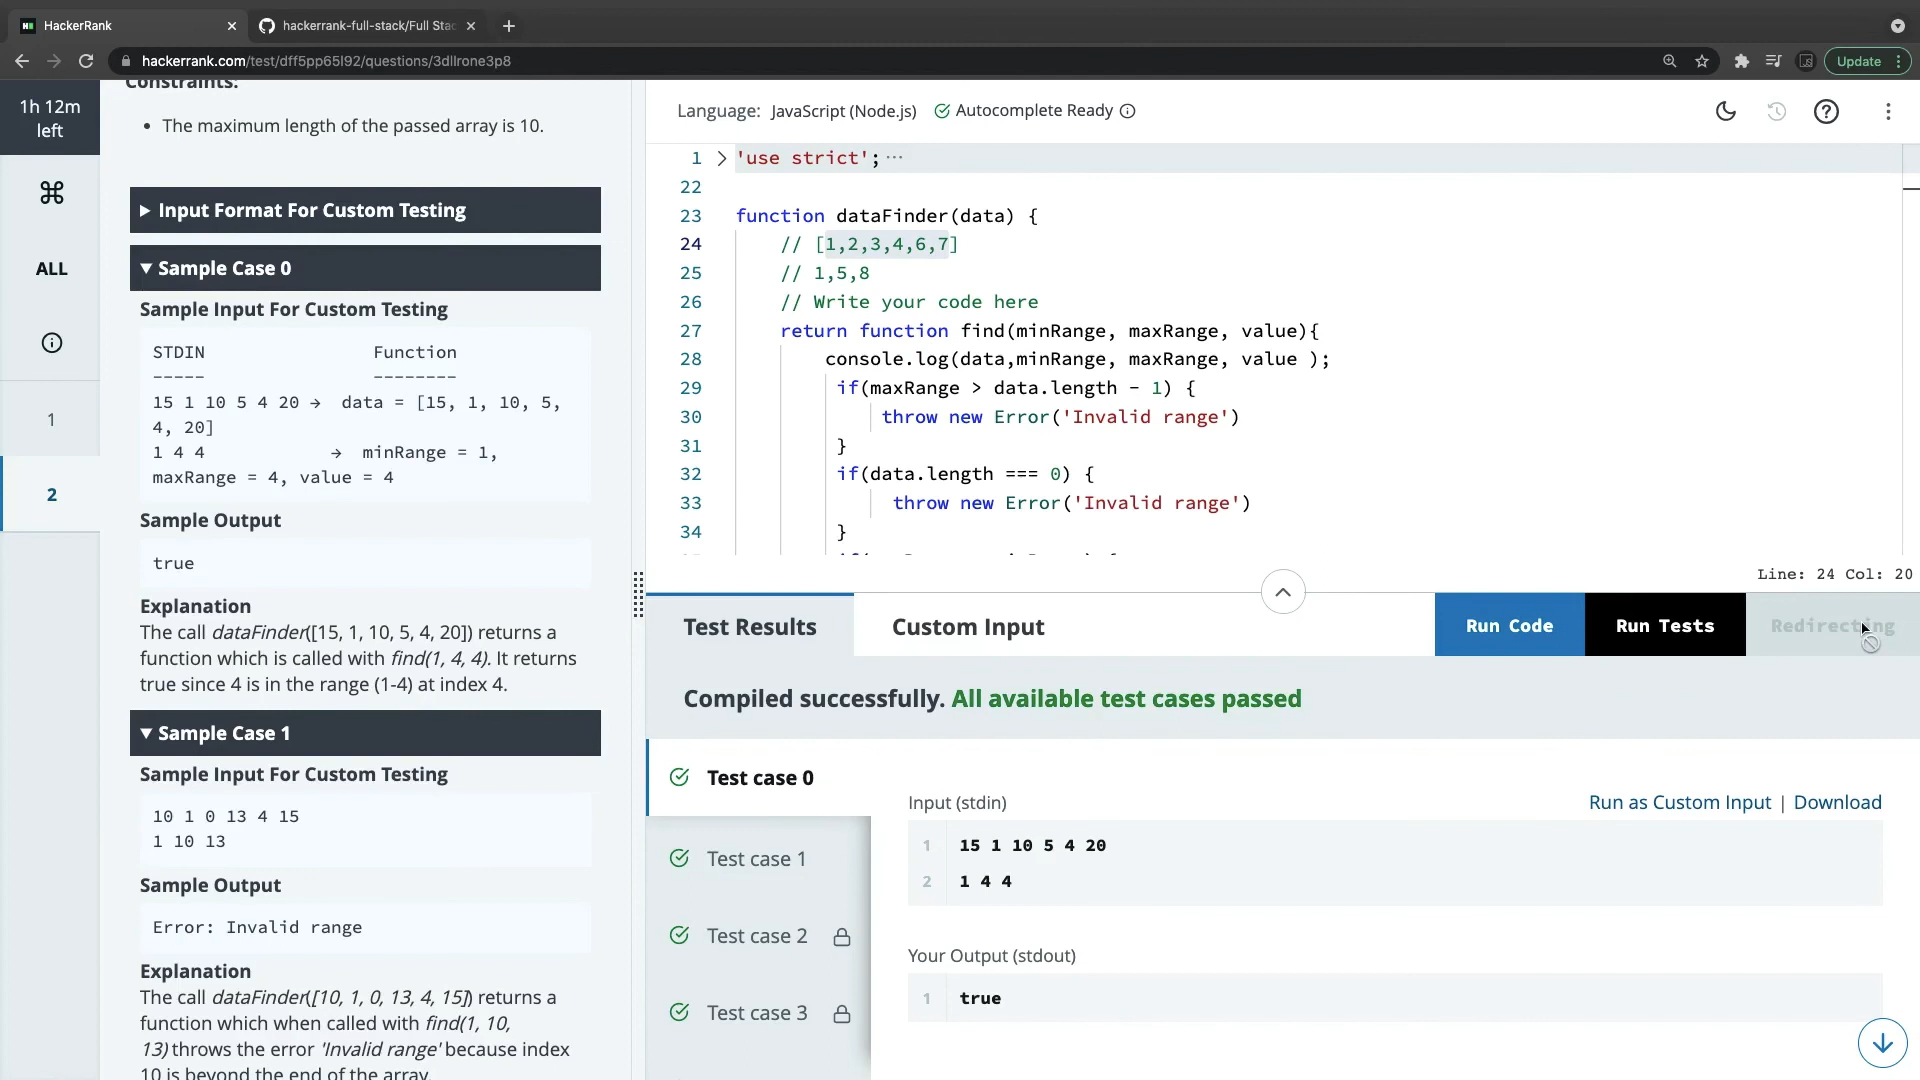 HackerRank
hackerrank-full-stack/Full Stac
hackerrank.com/test/dff5pp65l92/questions/3dllrone3p8
Update
1h 12m
left
ALL
1
2
Constraints:
• The maximum length of the passed array is 10.
Input Format For Custom Testing
Sample Case 0
Sample Input For Custom Testing
STDIN Function
----- --------
15 1 10 5 4 20 → data = [15, 1, 10, 5,
4, 20]
1 4 4 → minRange = 1,
maxRange = 4, value = 4
Sample Output
true
Explanation
The call dataFinder([15, 1, 10, 5, 4, 20]) returns a
function which is called with find(1, 4, 4). It returns
true since 4 is in the range (1-4) at index 4.
Sample Case 1
Sample Input For Custom Testing
10 1 0 13 4 15
1 10 13
Sample Output
Error: Invalid range
Explanation
The call dataFinder([10, 1, 0, 13, 4, 15]) returns a
function which when called with find(1, 10,
13) throws the error 'Invalid range' because index
10 is beyond the end of the array.
Language: JavaScript (Node.js) Autocomplete Ready
1 'use strict'; ···
22
23 function dataFinder(data) {
24 // [1,2,3,4,6,7]
25 // 1,5,8
26 // Write your code here
27 return function find(minRange, maxRange, value){
28 console.log(data,minRange, maxRange, value );
29 if(maxRange > data.length - 1) {
30 throw new Error('Invalid range')
31 }
32 if(data.length === 0) {
33 throw new Error('Invalid range')
34 }
Line: 24 Col: 20
Test Results
Custom Input
Run Code
Run Tests
Redirecting
Compiled successfully. All available test cases passed
Test case 0
Test case 1
Test case 2
Test case 3
Input (stdin)
Run as Custom Input | Download
1 15 1 10 5 4 20
2 1 4 4
Your Output (stdout)
1 true